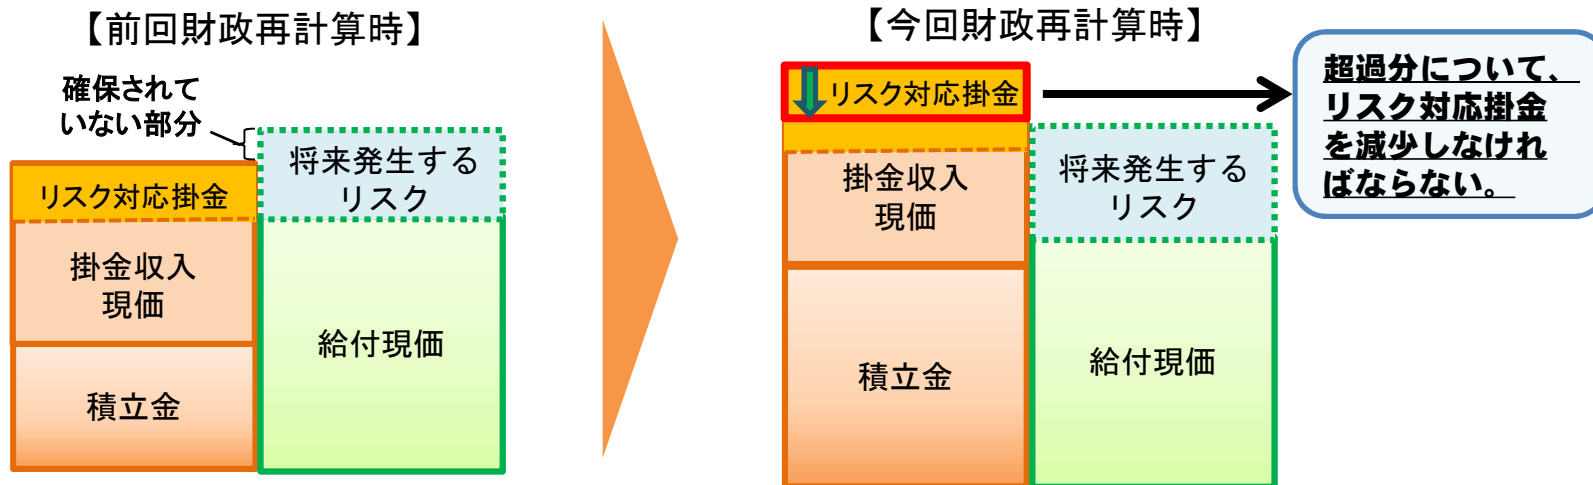 【前回財政再計算時】
確保されて
いない部分
リスク対応掛金
掛金収入
現価
積立金
将来発生する
リスク
給付現価
【今回財政再計算時】
リスク対応掛金
掛金収入
現価
積立金
将来発生する
リスク
給付現価
超過分について、
リスク対応掛金
を減少しなけれ
ばならない。